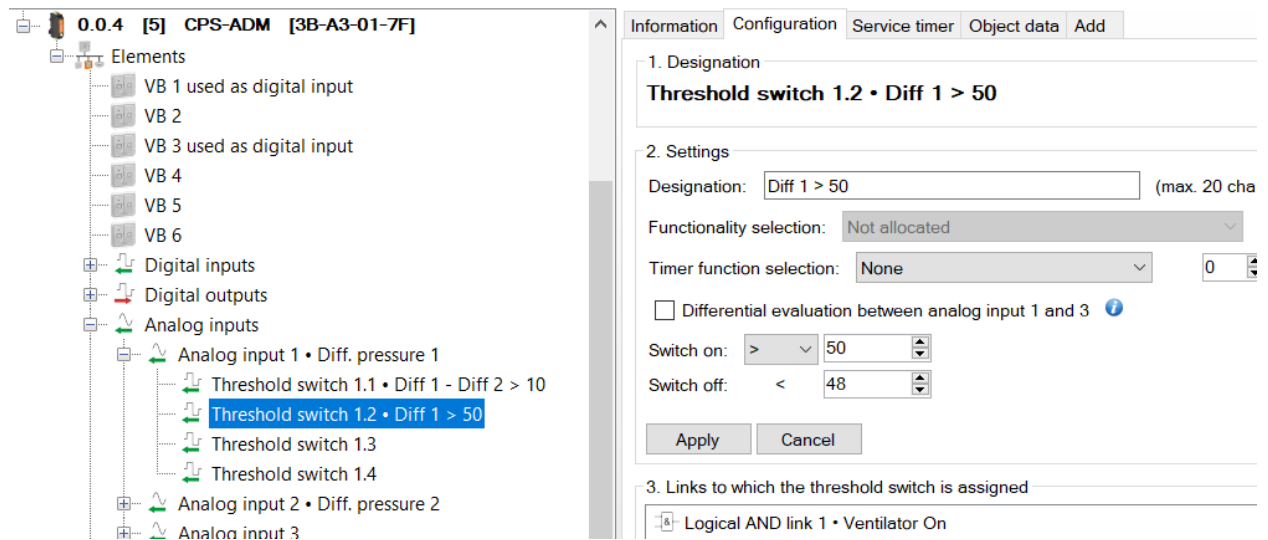 0.0.4 [5] CPS-ADM [3B-A3-01-7F]
Elements
VB 1 used as digital input
VB 2
VB 3 used as digital input
VB 4
VB 5
VB 6
Digital inputs
Digital outputs
Analog inputs
Analog input 1 • Diff. pressure 1
Threshold switch 1.1 • Diff 1 - Diff 2 > 10
Threshold switch 1.2 • Diff 1 > 50
Threshold switch 1.3
Threshold switch 1.4
Analog input 2 • Diff. pressure 2
Analog input 3
Information Configuration Service timer Object data Add
1. Designation
Threshold switch 1.2 • Diff 1 > 50
2. Settings
Designation: Diff 1 > 50 (max. 20 cha
Functionality selection: Not allocated
Timer function selection: None 0
Differential evaluation between analog input 1 and 3
Switch on: > 50
Switch off: < 48
Apply Cancel
3. Links to which the threshold switch is assigned
& Logical AND link 1 • Ventilator On